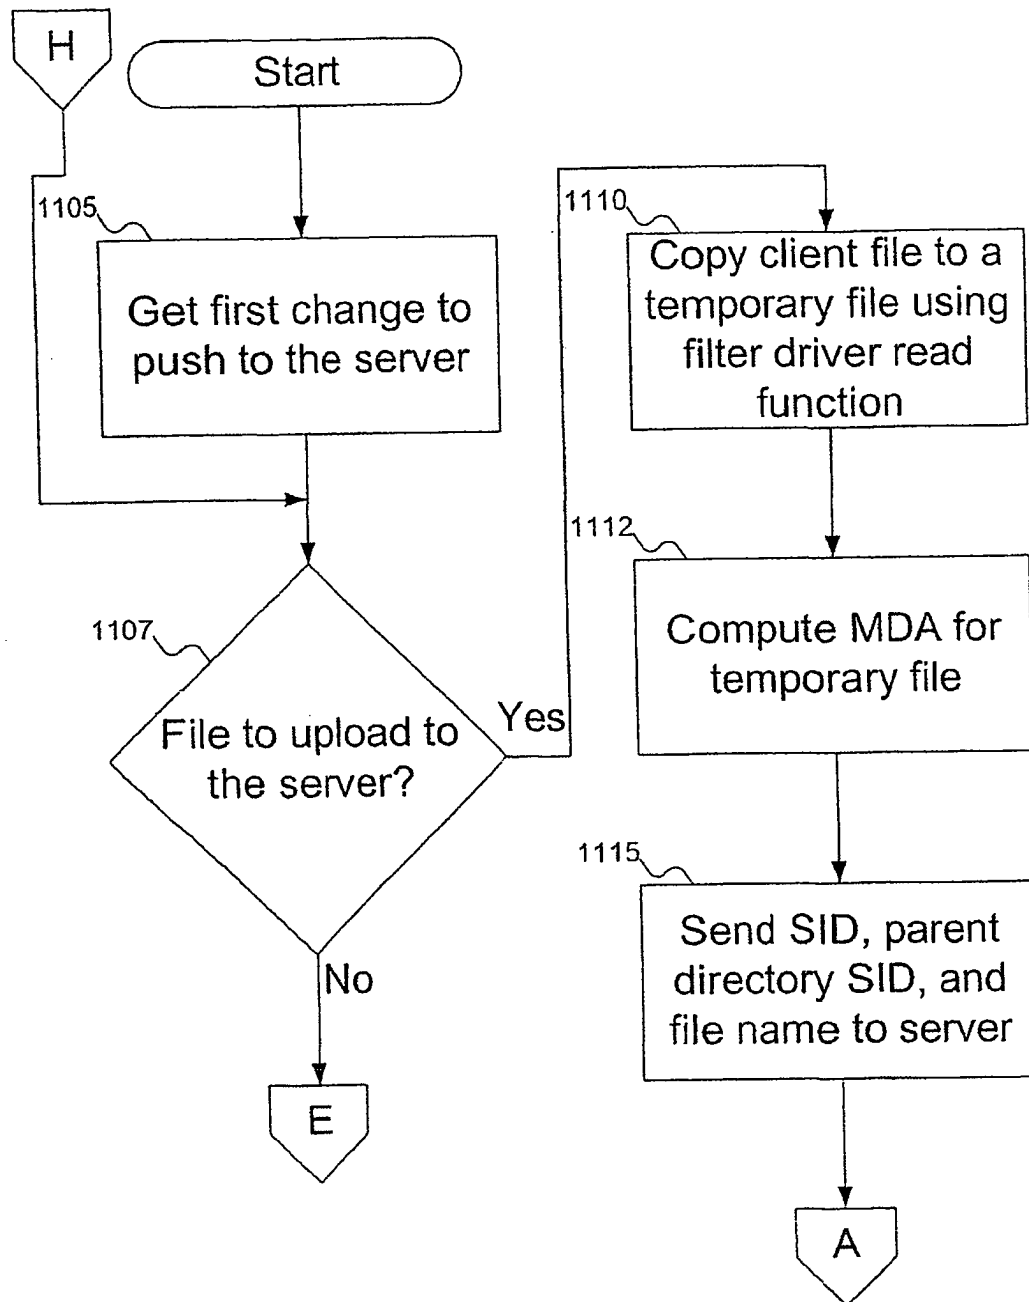 H
Start
1105
Get first change to
push to the server
1107
File to upload to
the server?
Yes
No
E
1110
Copy client file to a
temporary file using
filter driver read
function
1112
Compute MDA for
temporary file
1115
Send SID, parent
directory SID, and
file name to server
A